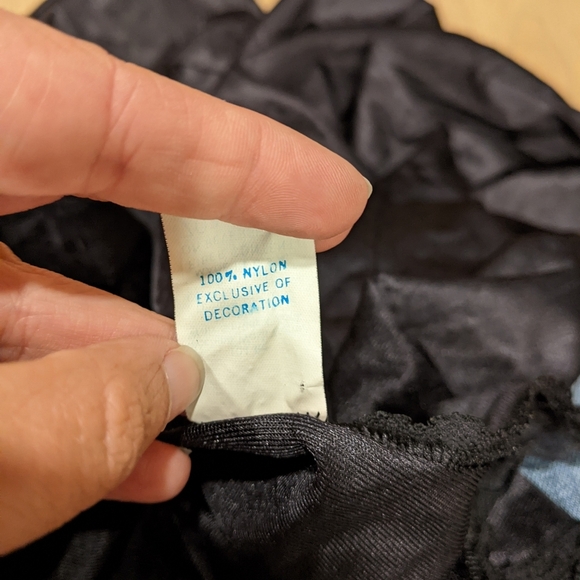 100% NYLON
EXCLUSIVE OF
DECORATION